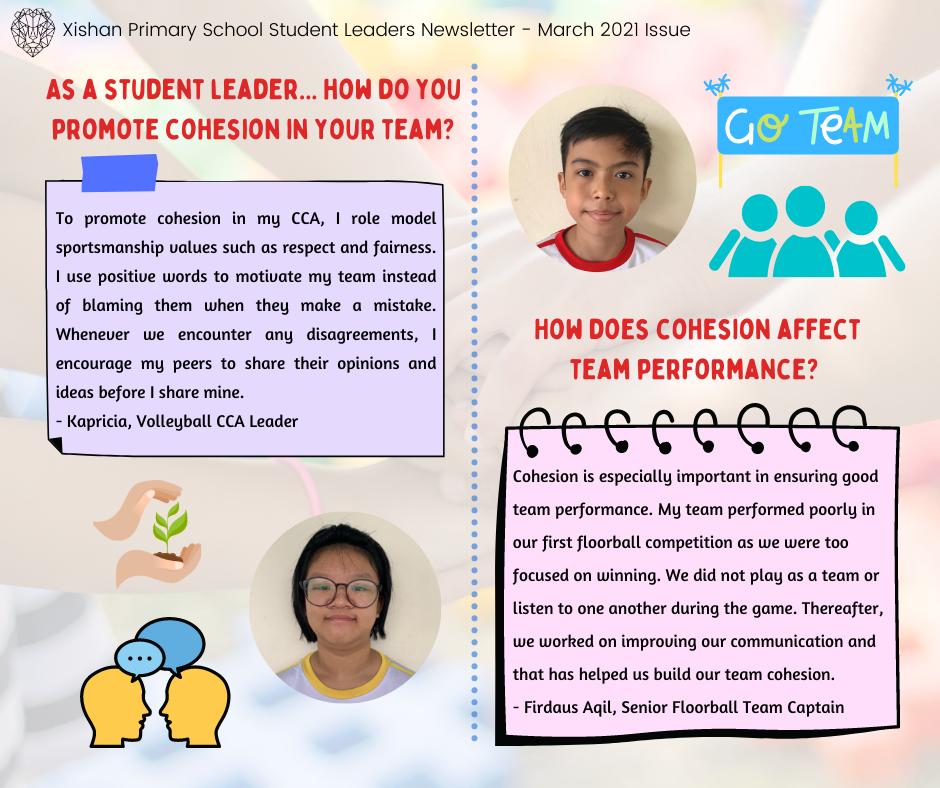 Xishan Primary School Student Leaders Newsletter - March 2021 Issue
AS A STUDENT LEADER... HOW DO YOU
PROMOTE COHESION IN YOUR TEAM?
To promote cohesion in my CCA, I role model
sportsmanship values such as respect and fairness.
I use positive words to motivate my team instead
of blaming them when they make a mistake.
Whenever we encounter any disagreements, I
encourage my peers to share their opinions and
ideas before I share mine.
- Kapricia, Volleyball CCA Leader
GO TEAM
HOW DOES COHESION AFFECT
TEAM PERFORMANCE?
Cohesion is especially important in ensuring good
team performance. My team performed poorly in
our first floorball competition as we were too
focused on winning. We did not play as a team or
listen to one another during the game. Thereafter,
we worked on improving our communication and
that has helped us build our team cohesion.
- Firdaus Aqil, Senior Floorball Team Captain